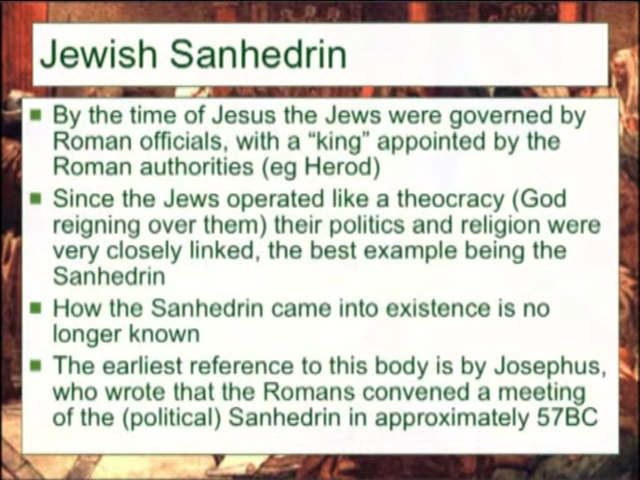 Jewish Sanhedrin
By the time of Jesus the Jews were governed by
Roman officials, with a “king” appointed by the
Roman authorities (eg Herod)
Since the Jews operated like a theocracy (God
reigning over them) their politics and religion were
very closely linked, the best example being the
Sanhedrin
How the Sanhedrin came into existence is no
longer known
The earliest reference to this body is by Josephus,
who wrote that the Romans convened a meeting
of the (political) Sanhedrin in approximately 57BC